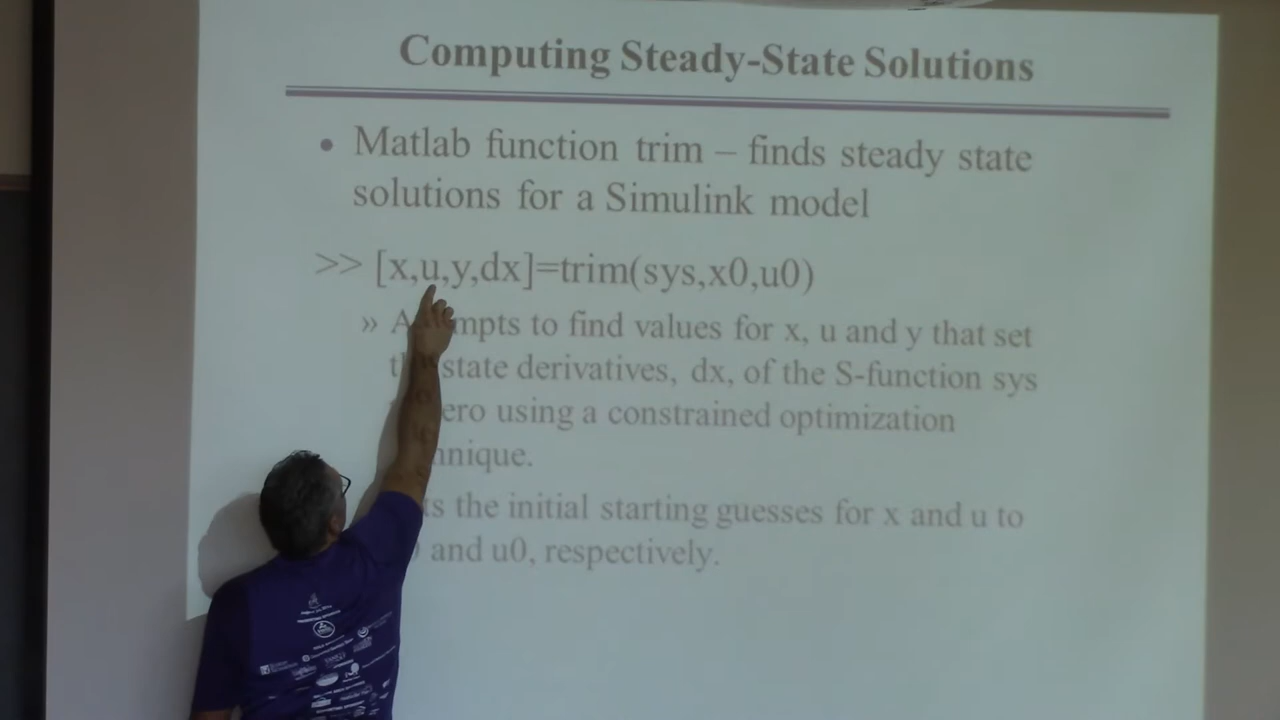 Computing Steady-State Solutions
• Matlab function trim – finds steady state
solutions for a Simulink model
>> [x,u,y,dx]=trim(sys,x0,u0)
» mpts to find values for x, u and y that set
state derivatives, dx, of the S-function sys
ero using a constrained optimization
nique.
ts the initial starting guesses for x and u to
and u0, respectively.